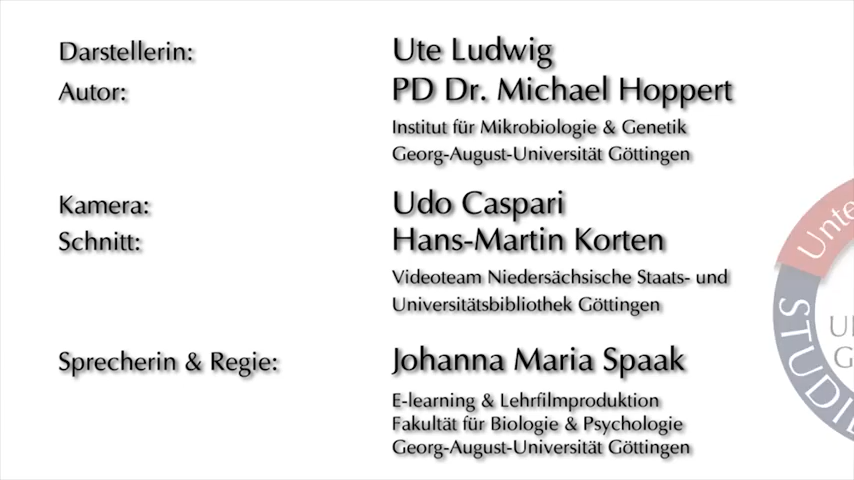 Darstellerin: Ute Ludwig
Autor: PD Dr. Michael Hoppert
Institut für Mikrobiologie & Genetik
Georg-August-Universität Göttingen
Kamera: Udo Caspari
Schnitt: Hans-Martin Korten
Videoteam Niedersächsische Staats- und
Universitätsbibliothek Göttingen
Sprecherin & Regie: Johanna Maria Spaak
E-learning & Lehrfilmproduktion
Fakultät für Biologie & Psychologie
Georg-August-Universität Göttingen